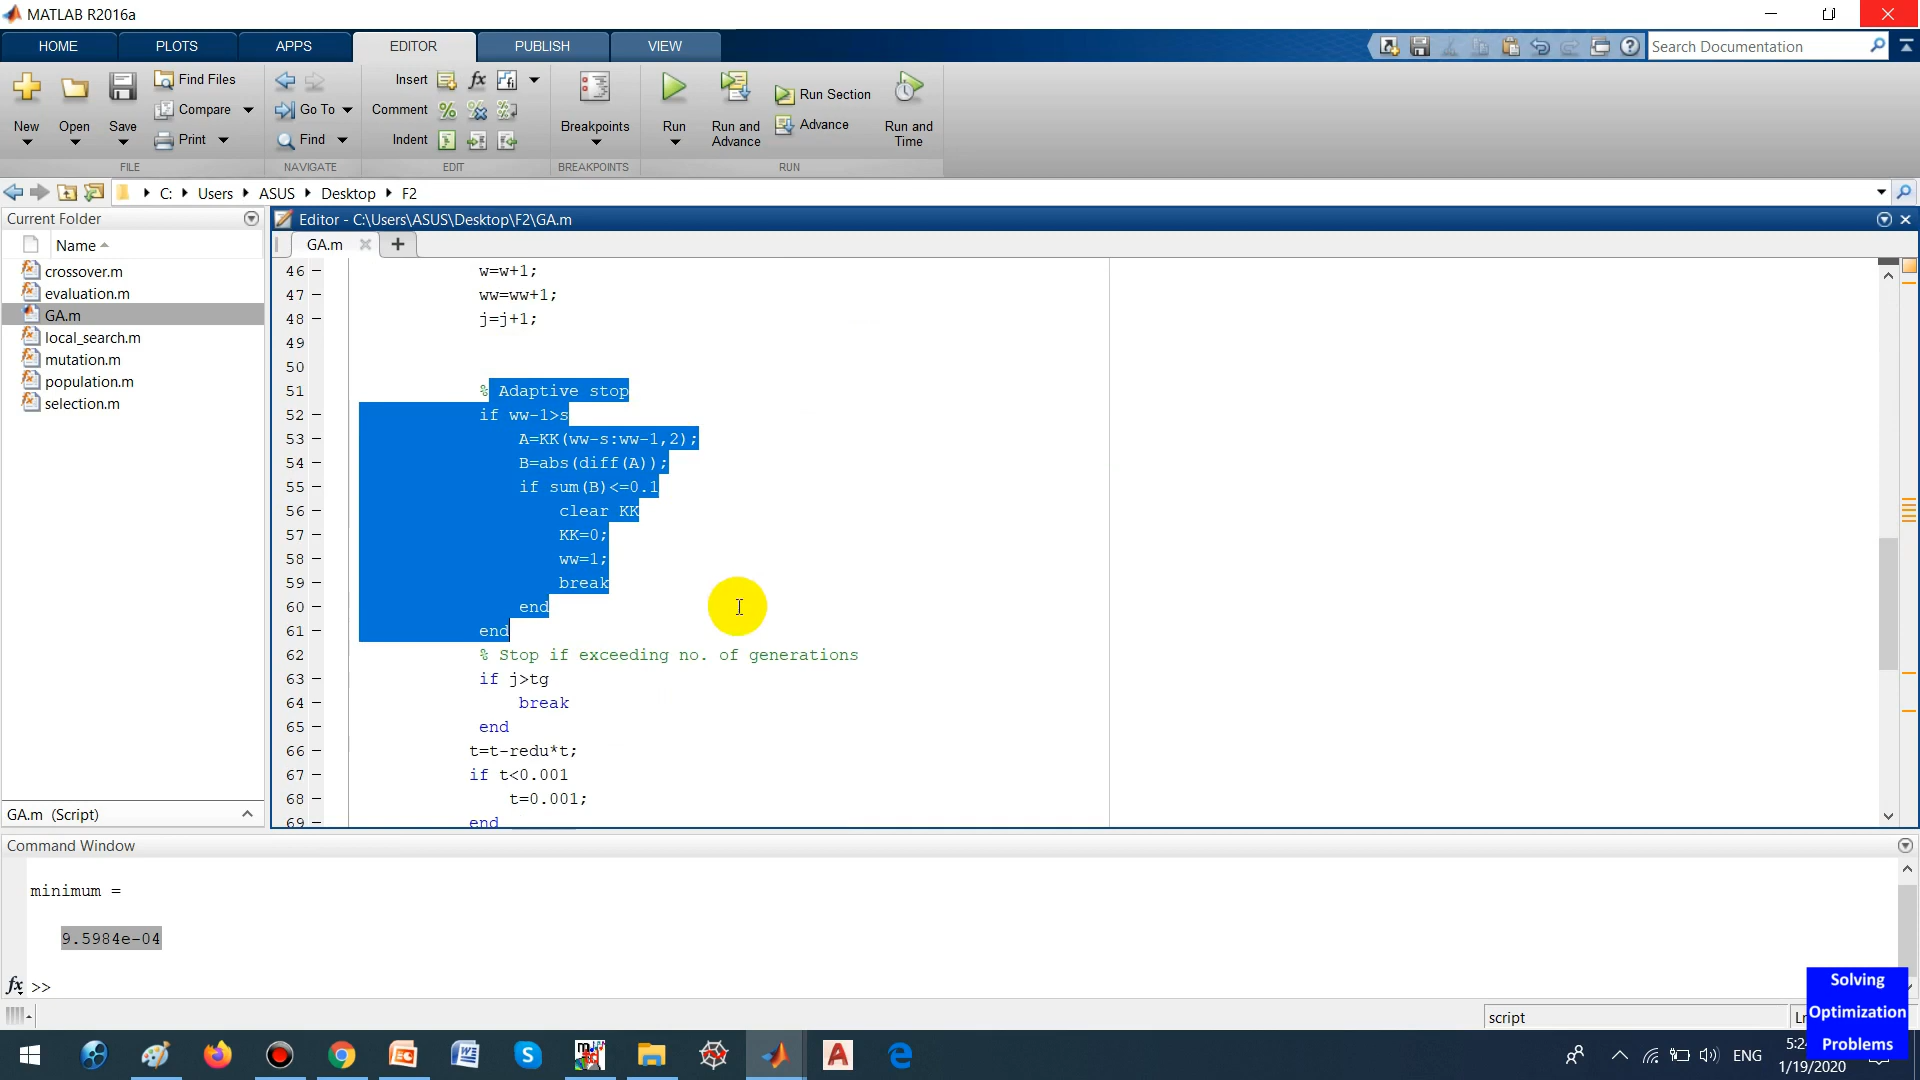 MATLAB R2016a
HOME PLOTS APPS EDITOR PUBLISH VIEW
Search Documentation
New Open Save
Find Files
Compare
Print
Go To
Find
Insert
Comment
Indent
fx
Breakpoints
Run
Run and Advance
Run Section
Advance
Run and Time
FILE NAVIGATE EDIT BREAKPOINTS RUN
C: Users ASUS Desktop F2
Current Folder
Name
crossover.m
evaluation.m
GA.m
local_search.m
mutation.m
population.m
selection.m
GA.m (Script)
Editor - C:\Users\ASUS\Desktop\F2\GA.m
GA.m
46 w=w+1;
47 ww=ww+1;
48 j=j+1;
49
50
51 % Adaptive stop
52 if ww-1>s
53 A=KK(ww-s:ww-1,2);
54 B=abs(diff(A));
55 if sum(B)<=0.1
56 clear KK
57 KK=0;
58 ww=1;
59 break
60 end
61 end
62 % Stop if exceeding no. of generations
63 if j>tg
64 break
65 end
66 t=t-redu*t;
67 if t<0.001
68 t=0.001;
69 end
Command Window
minimum =
9.5984e-04
fx >>
script
Solving
Optimization
Problems
ENG
1/19/2020